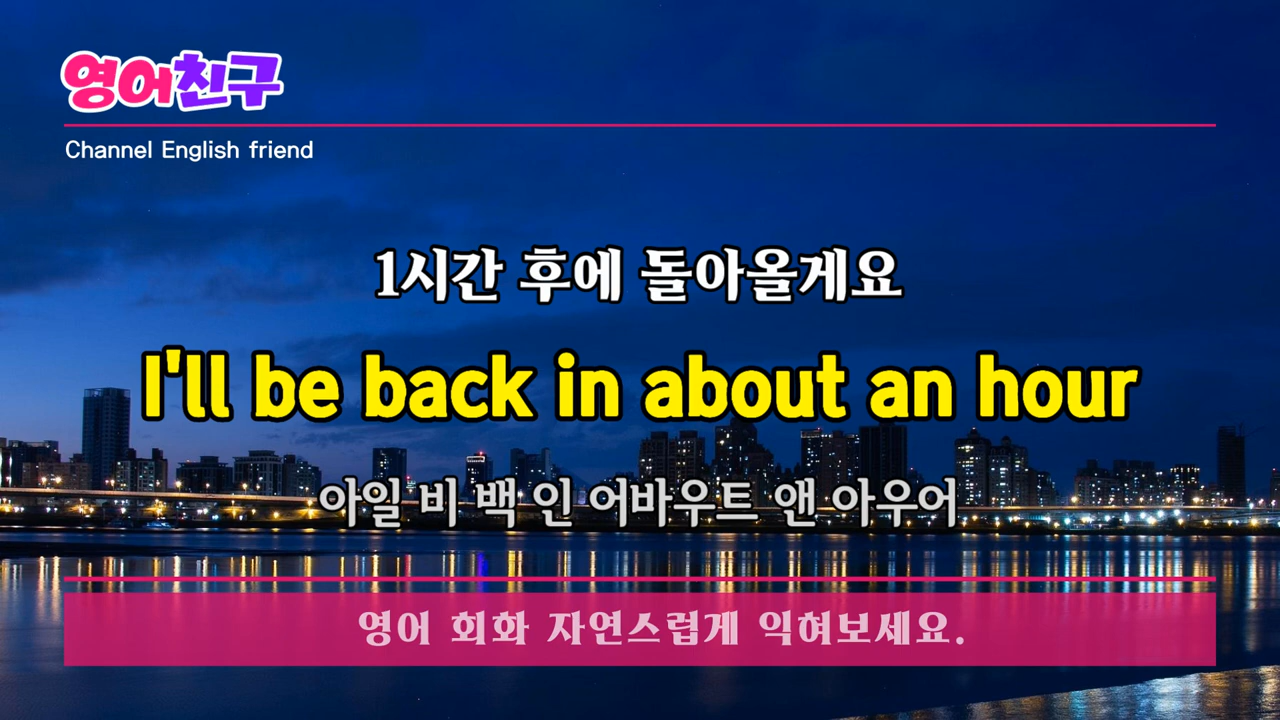 영어친구
Channel English friend
1시간 후에 돌아올게요
I'll be back in about an hour
아일 비 백 인 어바우트 앤 아우어
영어 회화 자연스럽게 익혀보세요.